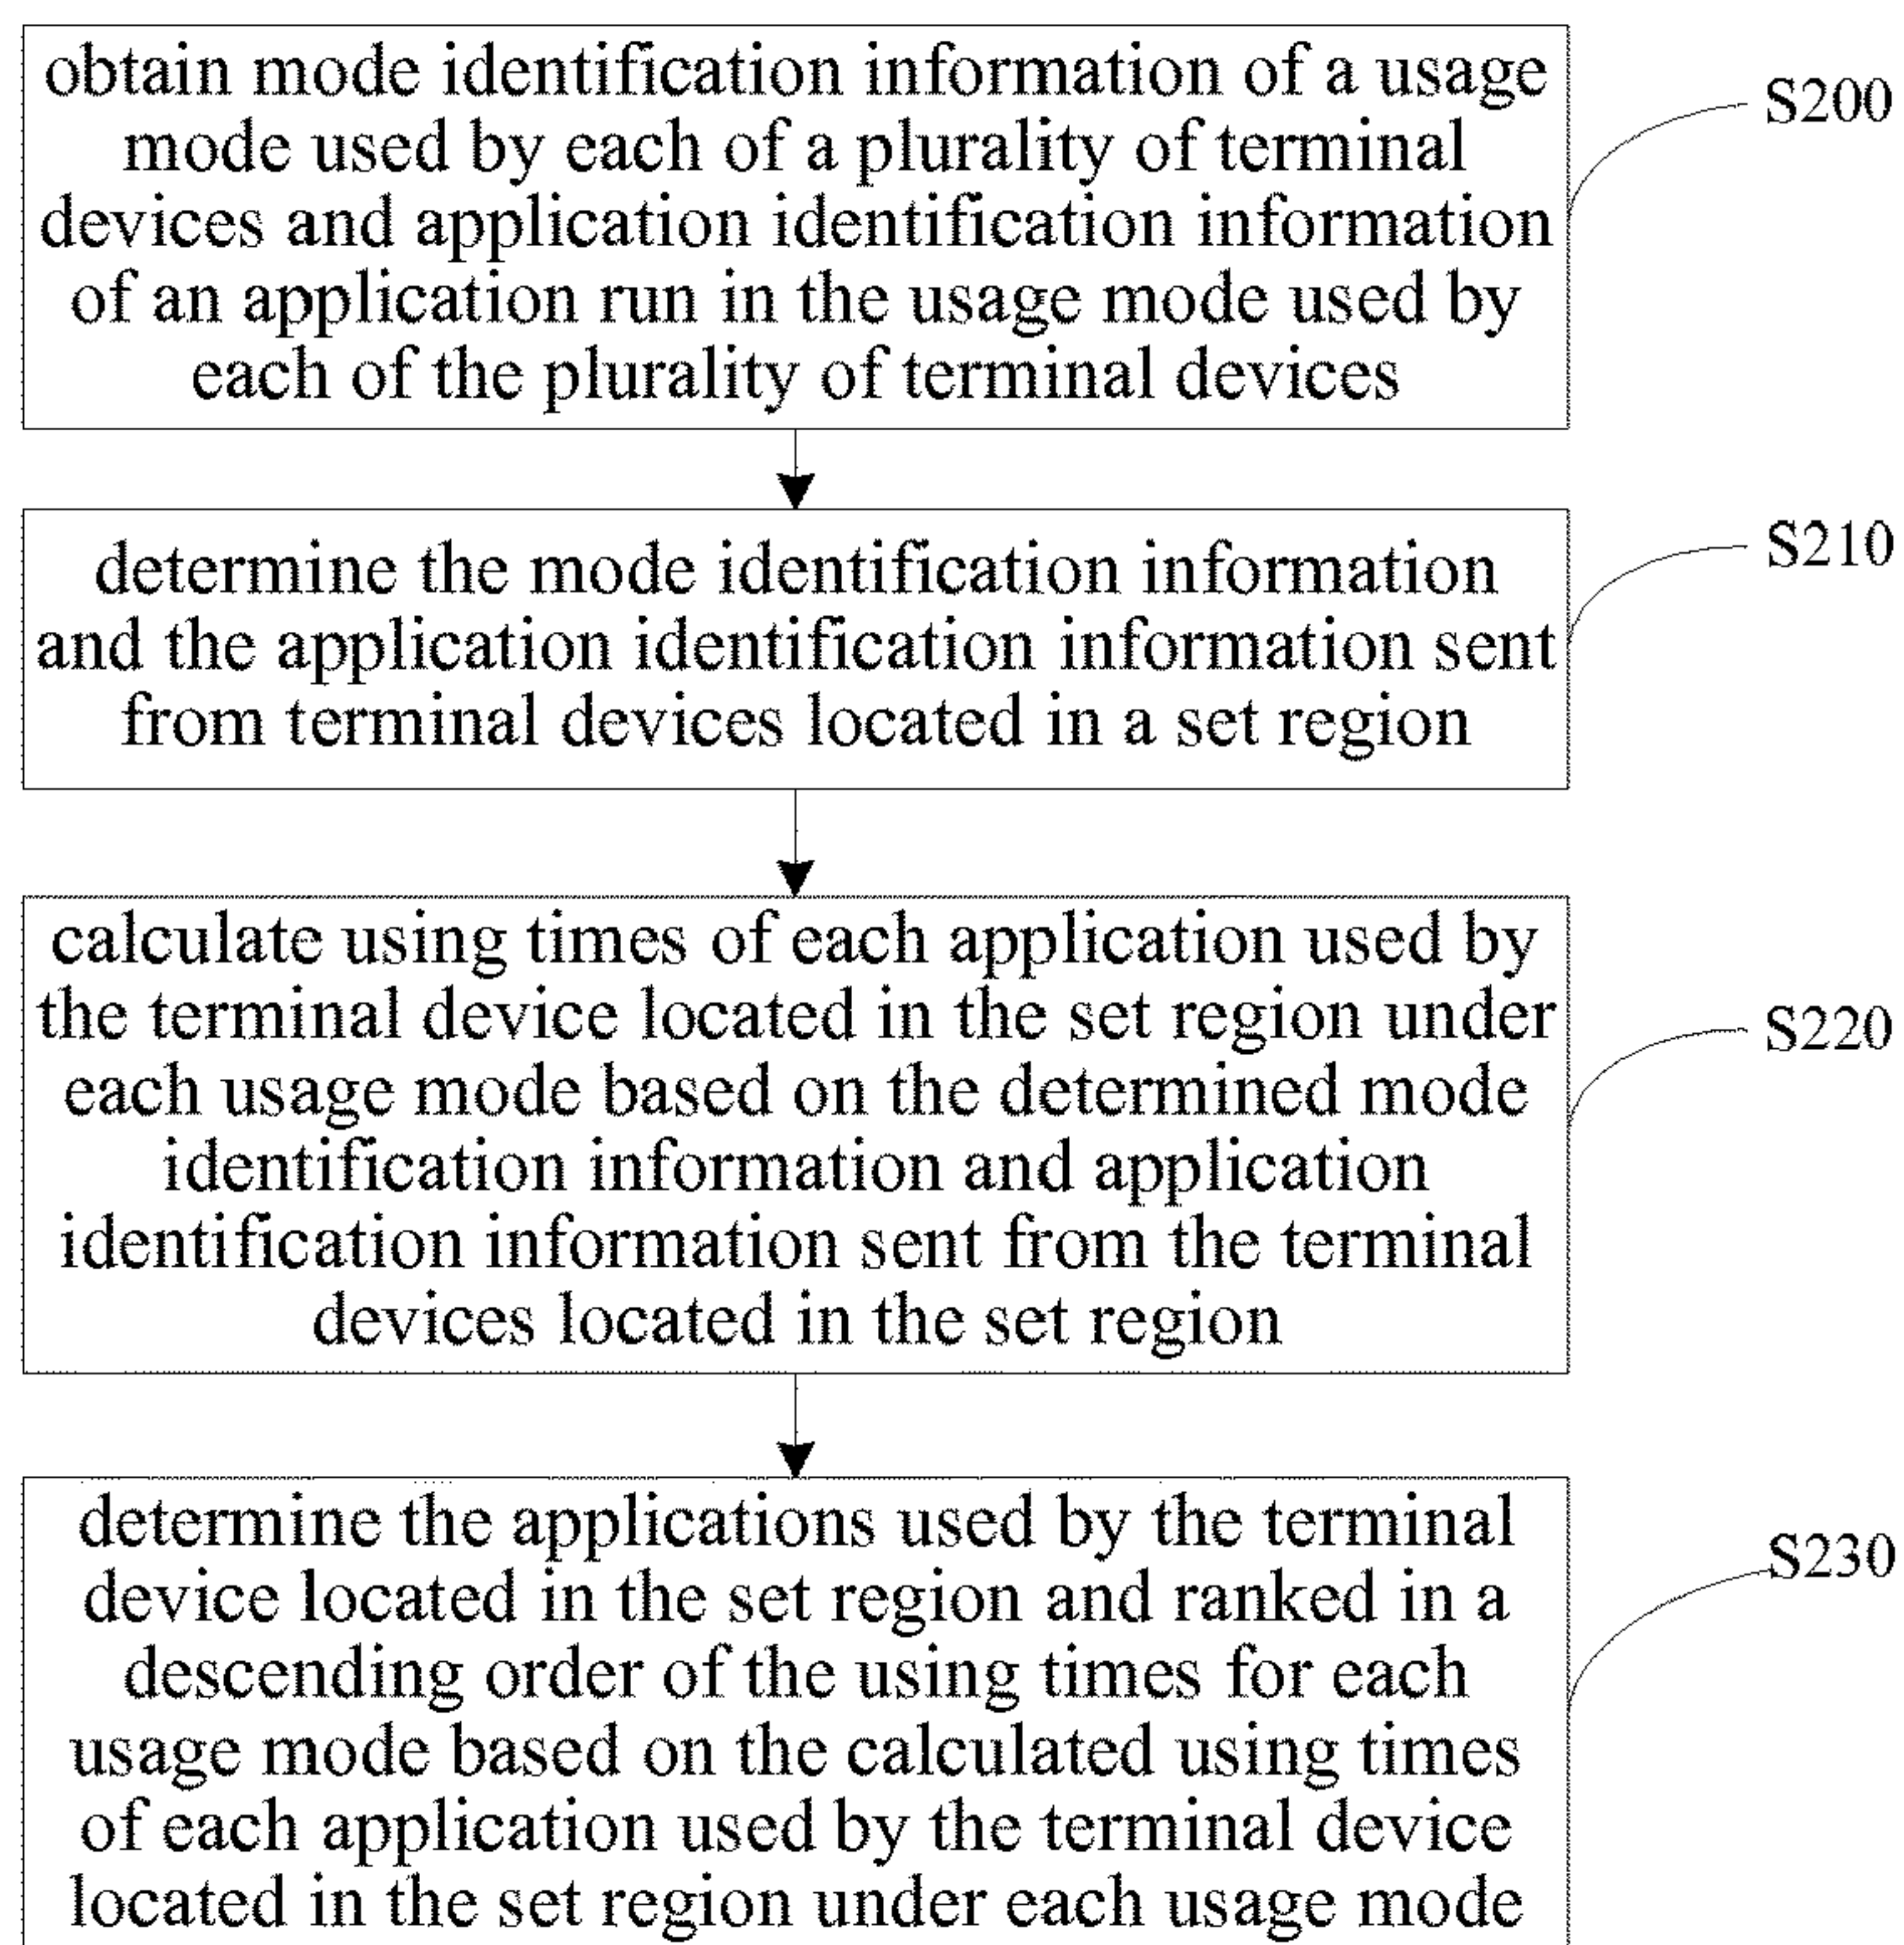 obtain mode identification information of a usage
mode used by each of a plurality of terminal
devices and application identification information
of an application run in the usage mode used by
each of the plurality of terminal devices
S200
determine the mode identification information
and the application identification information sent
from terminal devices located in a set region
S210
calculate using times of each application used by
the terminal device located in the set region under
each usage mode based on the determined mode
identification information and application
identification information sent from the terminal
devices located in the set region
S220
determine the applications used by the terminal
device located in the set region and ranked in a
descending order of the using times for each
usage mode based on the calculated using times
of each application used by the terminal device
located in the set region under each usage mode
S230